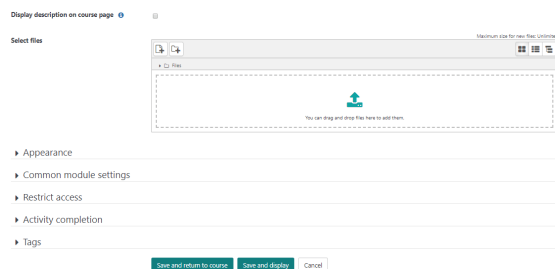 Display description on course page
Maximum size for new files: Unlimite
Select files
Files
You can drag and drop files here to add them.
Appearance
Common module settings
Restrict access
Activity completion
Tags
Save and return to course Save and display Cancel